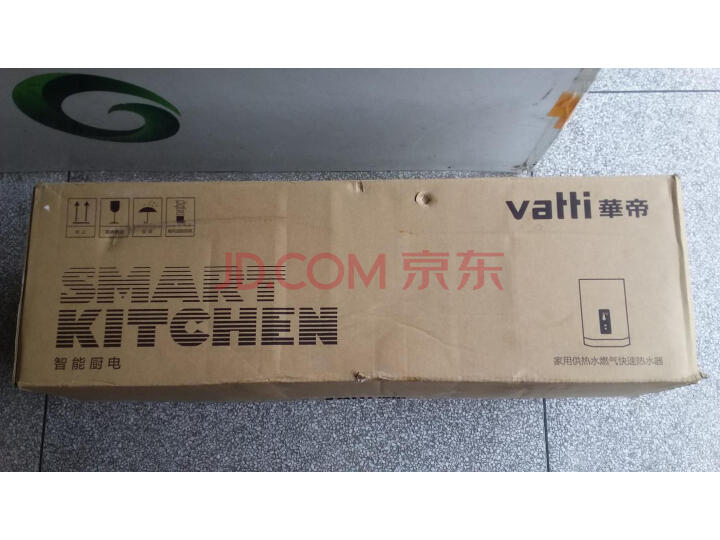 vatti 華帝
JD.COM 京东
SMART
KITCHEN
智能厨电
家用供热水燃气快速热水器